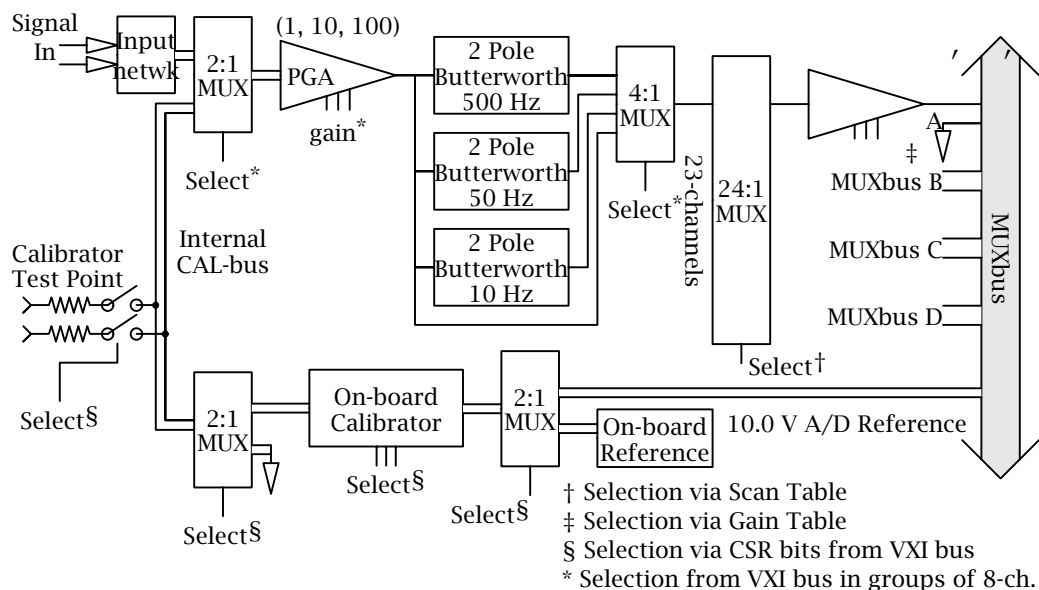 Signal
In
Input
netwk
2:1
MUX
Select*
(1, 10, 100)
PGA
gain*
2 Pole
Butterworth
500 Hz
2 Pole
Butterworth
50 Hz
2 Pole
Butterworth
10 Hz
4:1
MUX
Select*
23-channels
24:1
MUX
Select†
A
‡
MUXbus B
MUXbus C
MUXbus D
MUXbus
Internal
CAL-bus
Calibrator
Test Point
Select§
2:1
MUX
Select§
On-board
Calibrator
Select§
2:1
MUX
Select§
On-board
Reference
10.0 V A/D Reference
† Selection via Scan Table
‡ Selection via Gain Table
§ Selection via CSR bits from VXI bus
* Selection from VXI bus in groups of 8-ch.